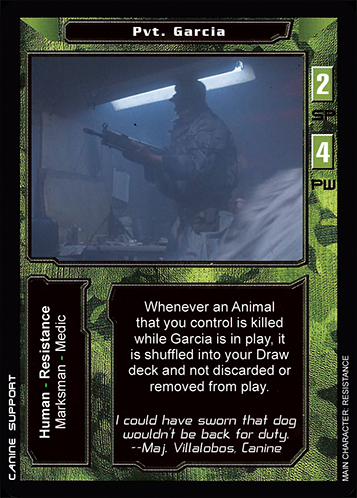 Pvt. Garcia
2
SP
4
PW
CANINE SUPPORT
Human - Resistance
Marksman - Medic
Whenever an Animal
that you control is killed
while Garcia is in play, it
is shuffled into your Draw
deck and not discarded or
removed from play.
I could have sworn that dog
wouldn't be back for duty.
--Maj. Villalobos, Canine
MAIN CHARACTER: RESISTANCE